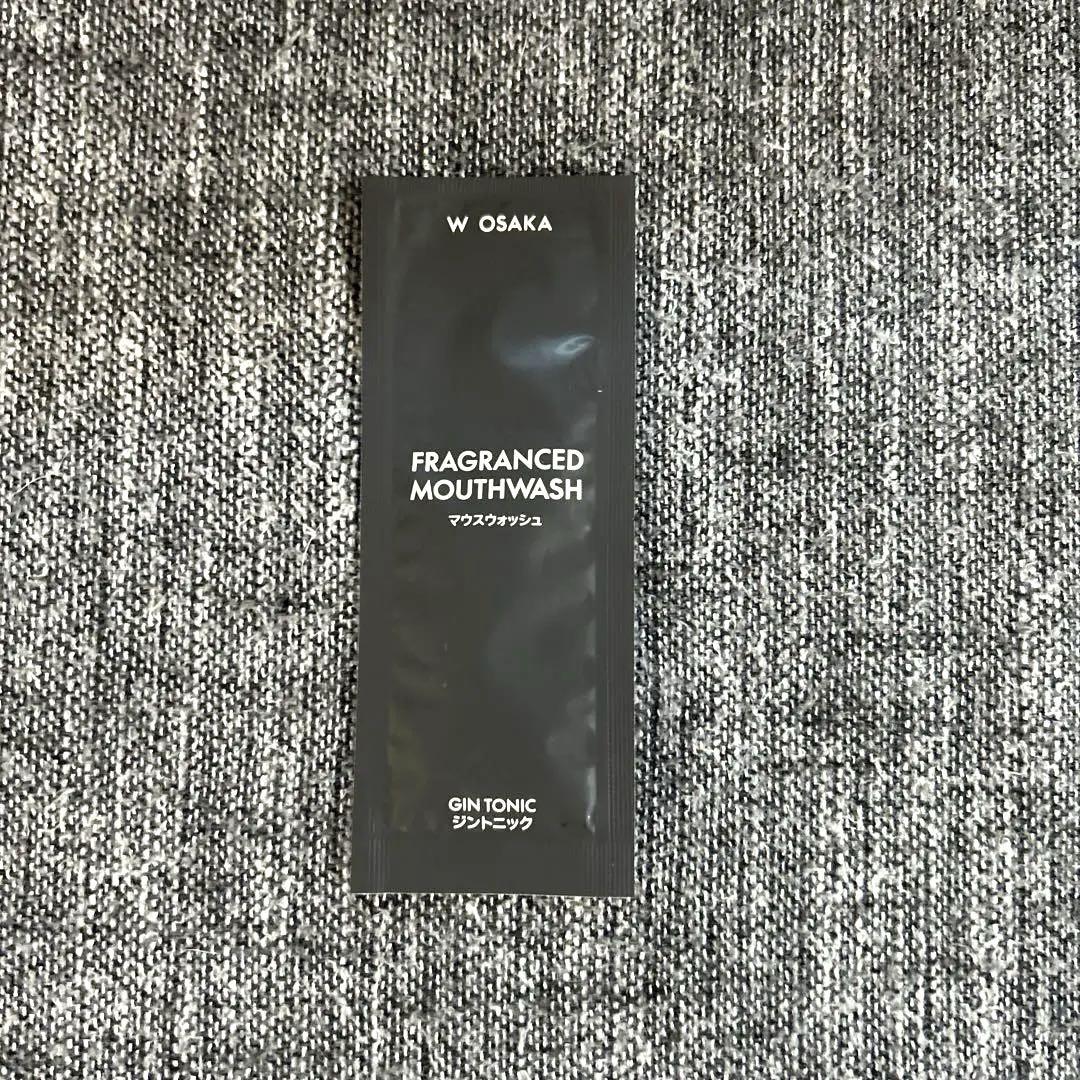 W OSAKA
FRAGRANCED
MOUTHWASH
マウスウォッシュ
GIN TONIC
ジントニック